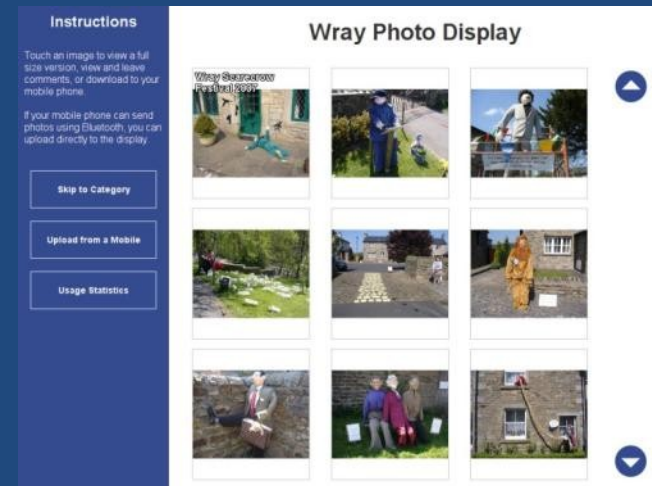 Instructions
Touch an image to view a full
size version, view and leave
comments, or download to your
mobile phone.
If your mobile phone can send
photos using Bluetooth, you can
upload directly to the display.
Skip to Category
Upload from a Mobile
Usage Statistics
Wray Photo Display
Wray Scarecrow
Festival 2007